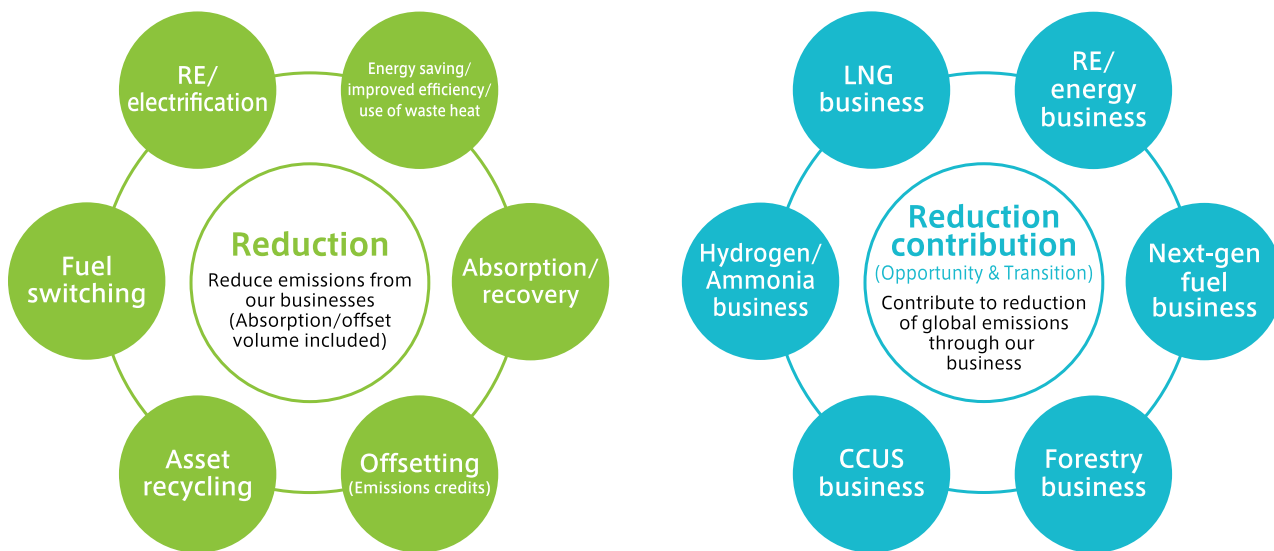 RE/
electrification
Energy saving/
improved efficiency/
use of waste heat
Fuel
switching
Reduction
Reduce emissions from
our businesses
(Absorption/offset
volume included)
Absorption/
recovery
Asset
recycling
Offsetting
(Emissions credits)
LNG
business
RE/
energy
business
Hydrogen/
Ammonia
business
Reduction
contribution
(Opportunity & Transition)
Contribute to reduction
of global emissions
through our
business
Next-gen
fuel
business
CCUS
business
Forestry
business